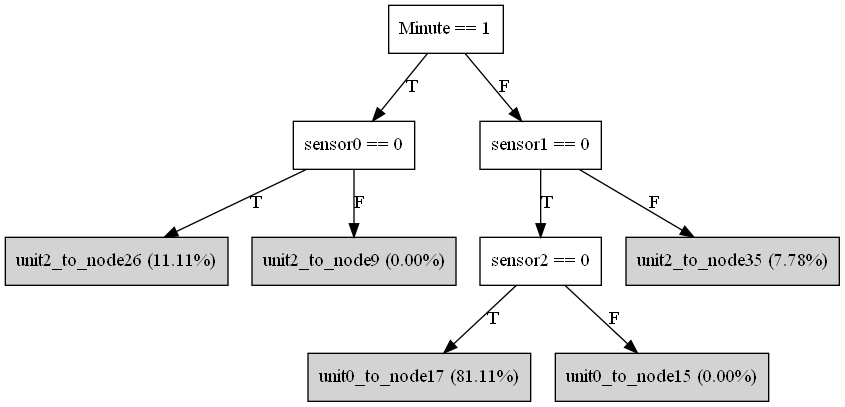 Minute == 1
T
F
sensor0 == 0
sensor1 == 0
T
F
T
F
unit2_to_node26 (11.11%)
unit2_to_node9 (0.00%)
sensor2 == 0
unit2_to_node35 (7.78%)
T
F
unit0_to_node17 (81.11%)
unit0_to_node15 (0.00%)